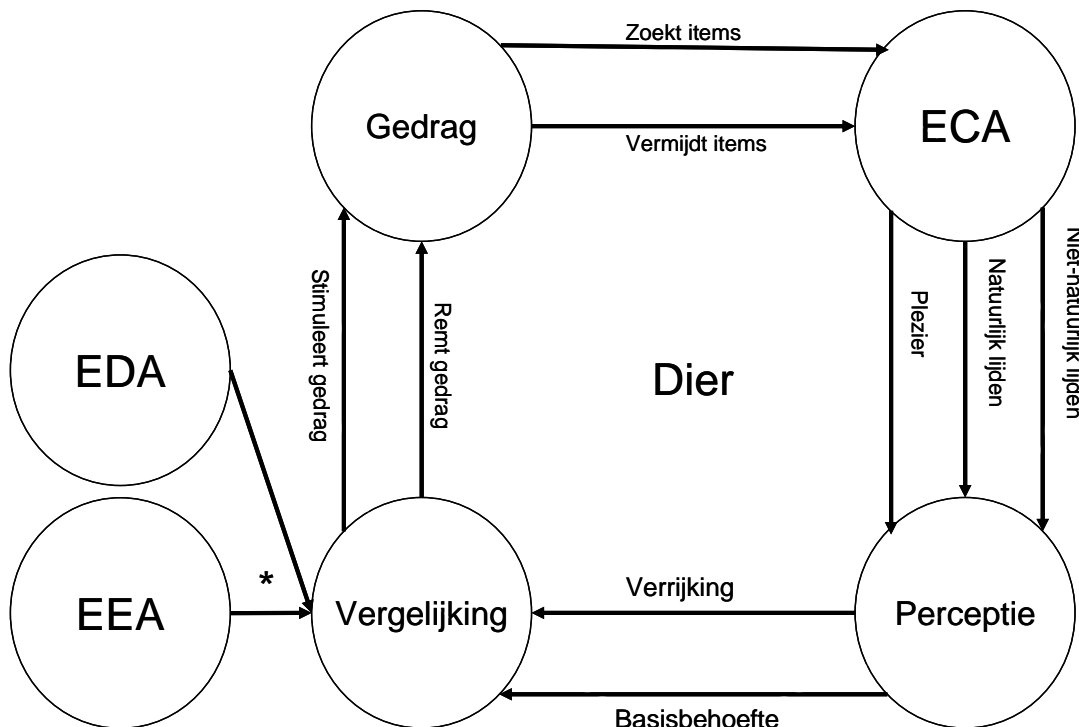 Zoekt items
Gedrag
ECA
Vermijdt items
Stimuleert gedrag
Remt gedrag
Plezier
Natuurlijk lijden
Niet-natuurlijk lijden
Dier
EDA
*
EEA
Vergelijking
Verrijking
Perceptie
Basisbehoefte